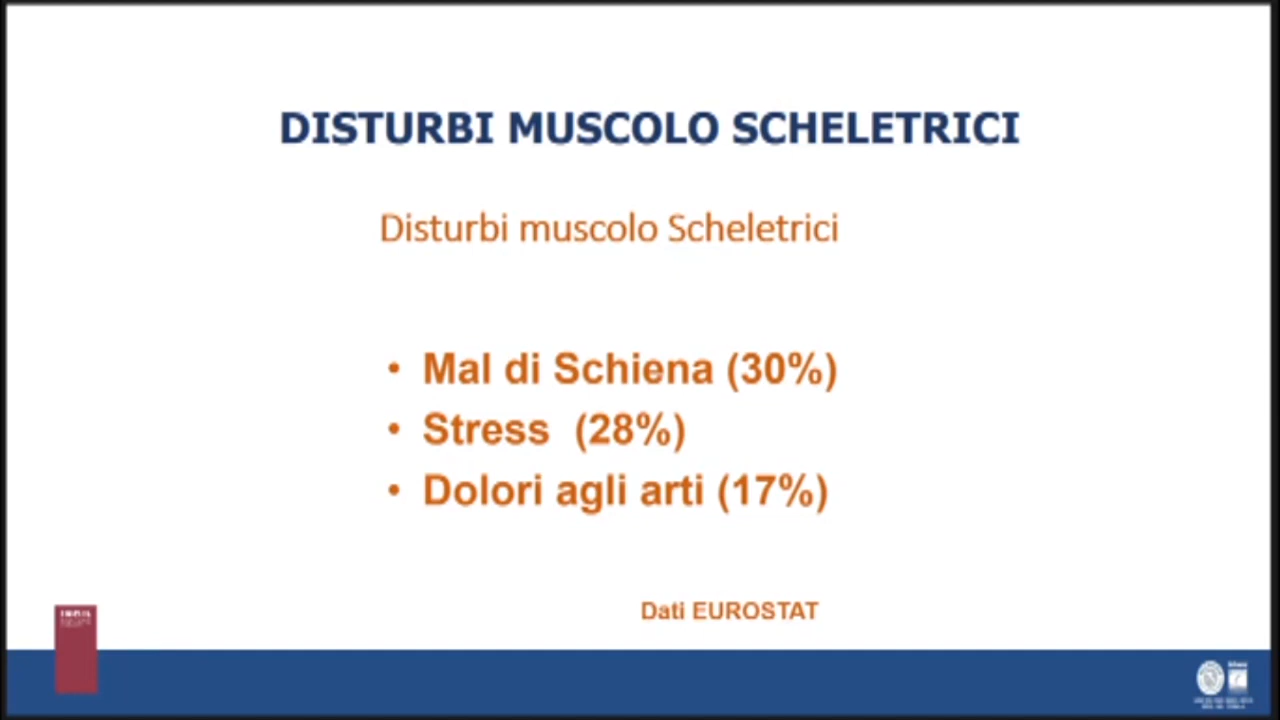 DISTURBI MUSCOLO SCHELETRICI
Disturbi muscolo Scheletrici
• Mal di Schiena (30%)
• Stress (28%)
• Dolori agli arti (17%)
Dati EUROSTAT